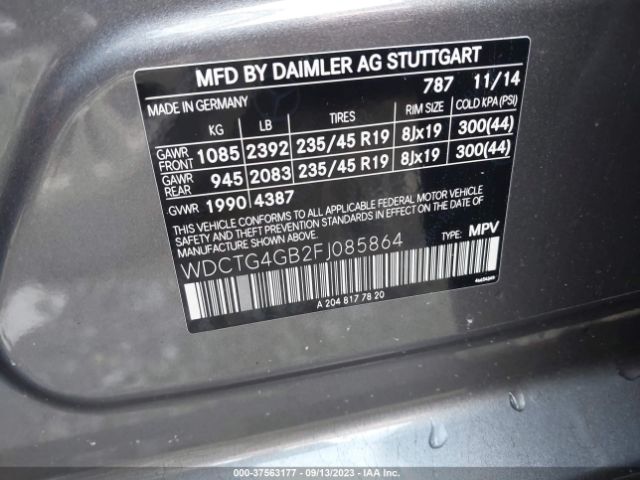 MFD BY DAIMLER AG STUTTGART
MADE IN GERMANY 787 11/14
KG LB TIRES RIM SIZE COLD KPA (PSI)
GAWR FRONT 1085 2392 235/45 R19 8Jx19 300(44)
GAWR REAR 945 2083 235/45 R19 8Jx19 300(44)
GVWR 1990 4387
THIS VEHICLE CONFORMS TO ALL APPLICABLE FEDERAL MOTOR VEHICLE
SAFETY AND THEFT PREVENTION STANDARDS IN EFFECT ON THE DATE OF
MANUFACTURE SHOWN ABOVE.
WDCTG4GB2FJ085864 TYPE: MPV
A 204 817 78 20
000-37563177 - 09/13/2023 - IAA Inc.